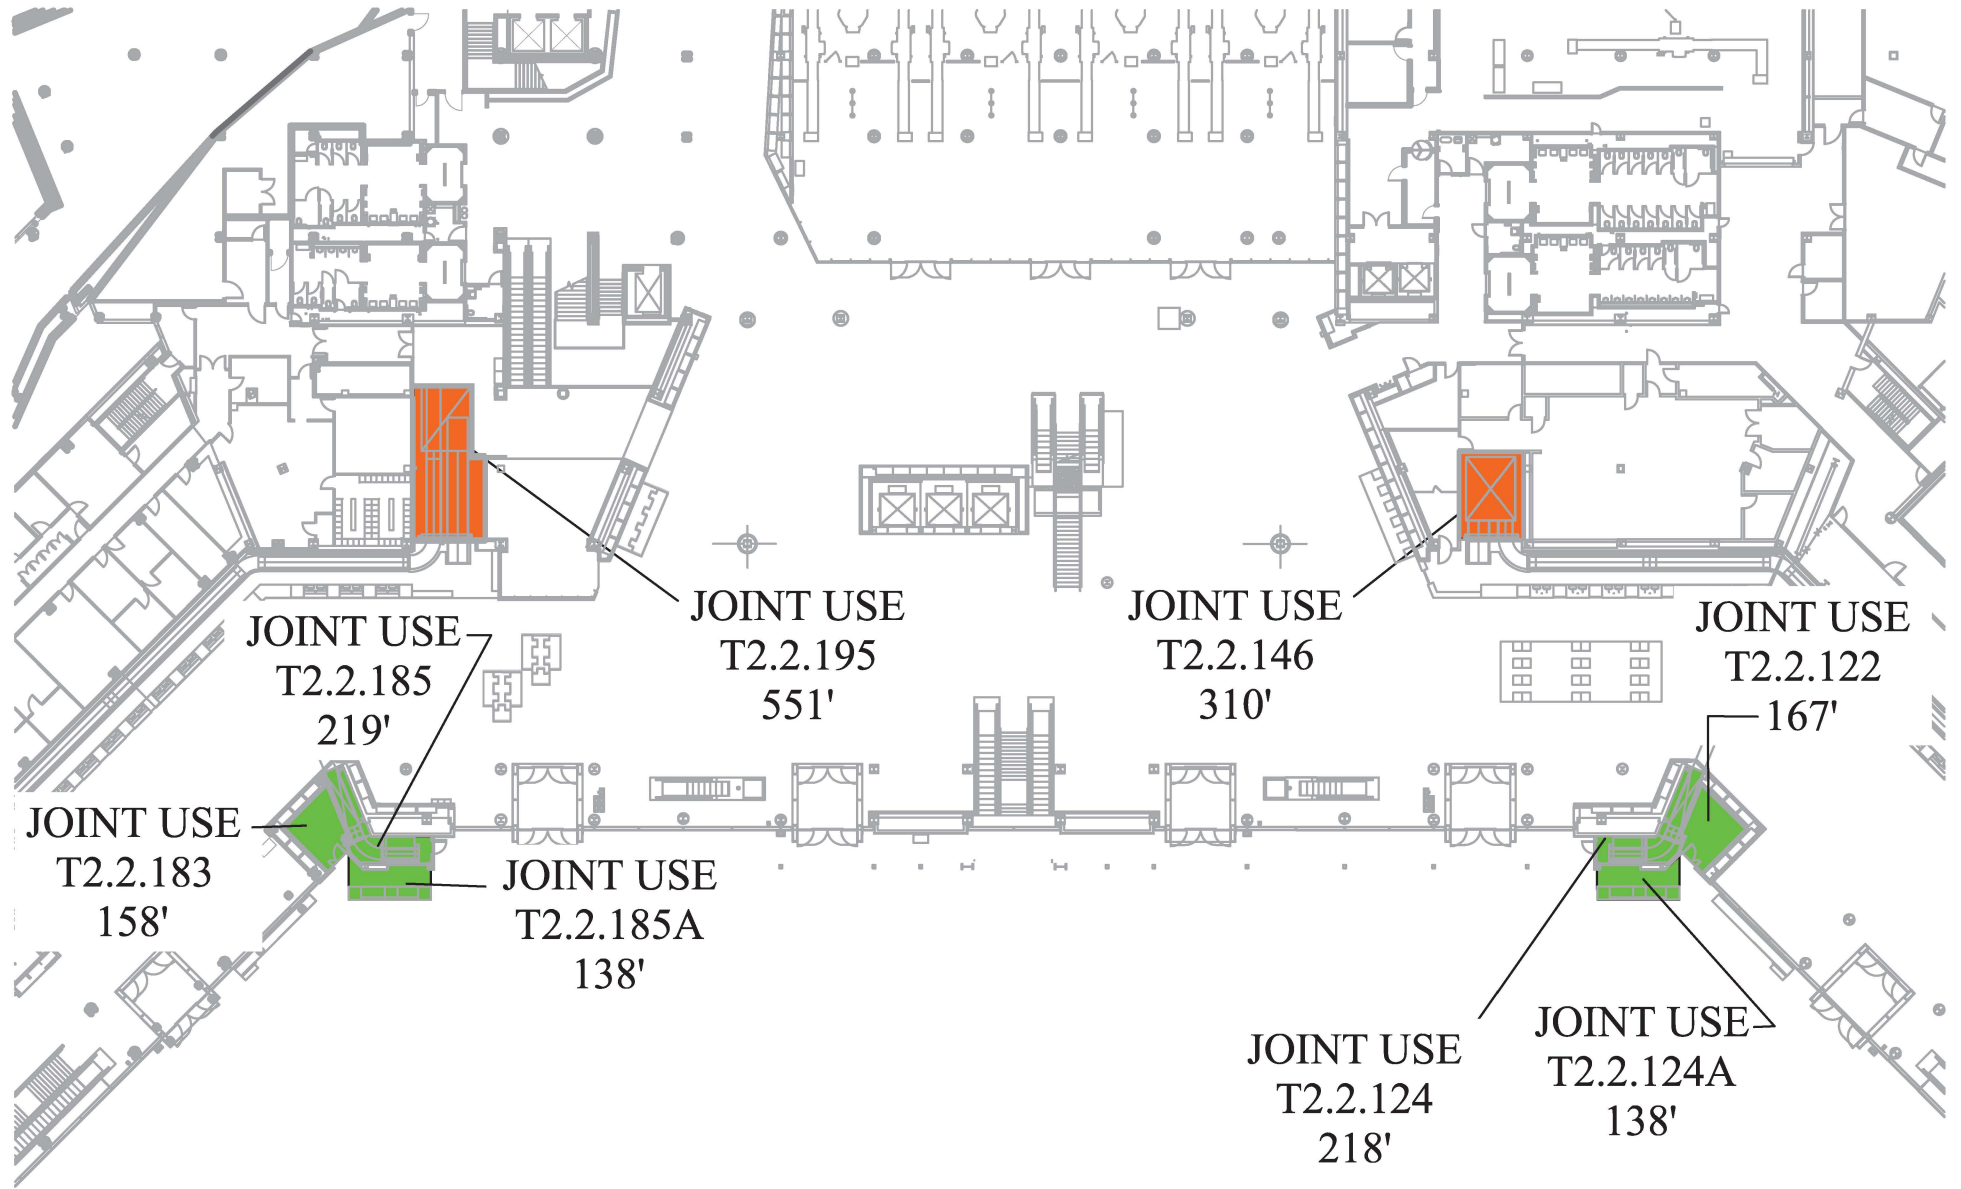 JOINT USE
T2.2.195
551'
JOINT USE
T2.2.146
310'
JOINT USE
T2.2.122
167'
JOINT USE
T2.2.185
219'
JOINT USE
T2.2.183
158'
JOINT USE
T2.2.185A
138'
JOINT USE
T2.2.124
218'
JOINT USE
T2.2.124A
138'